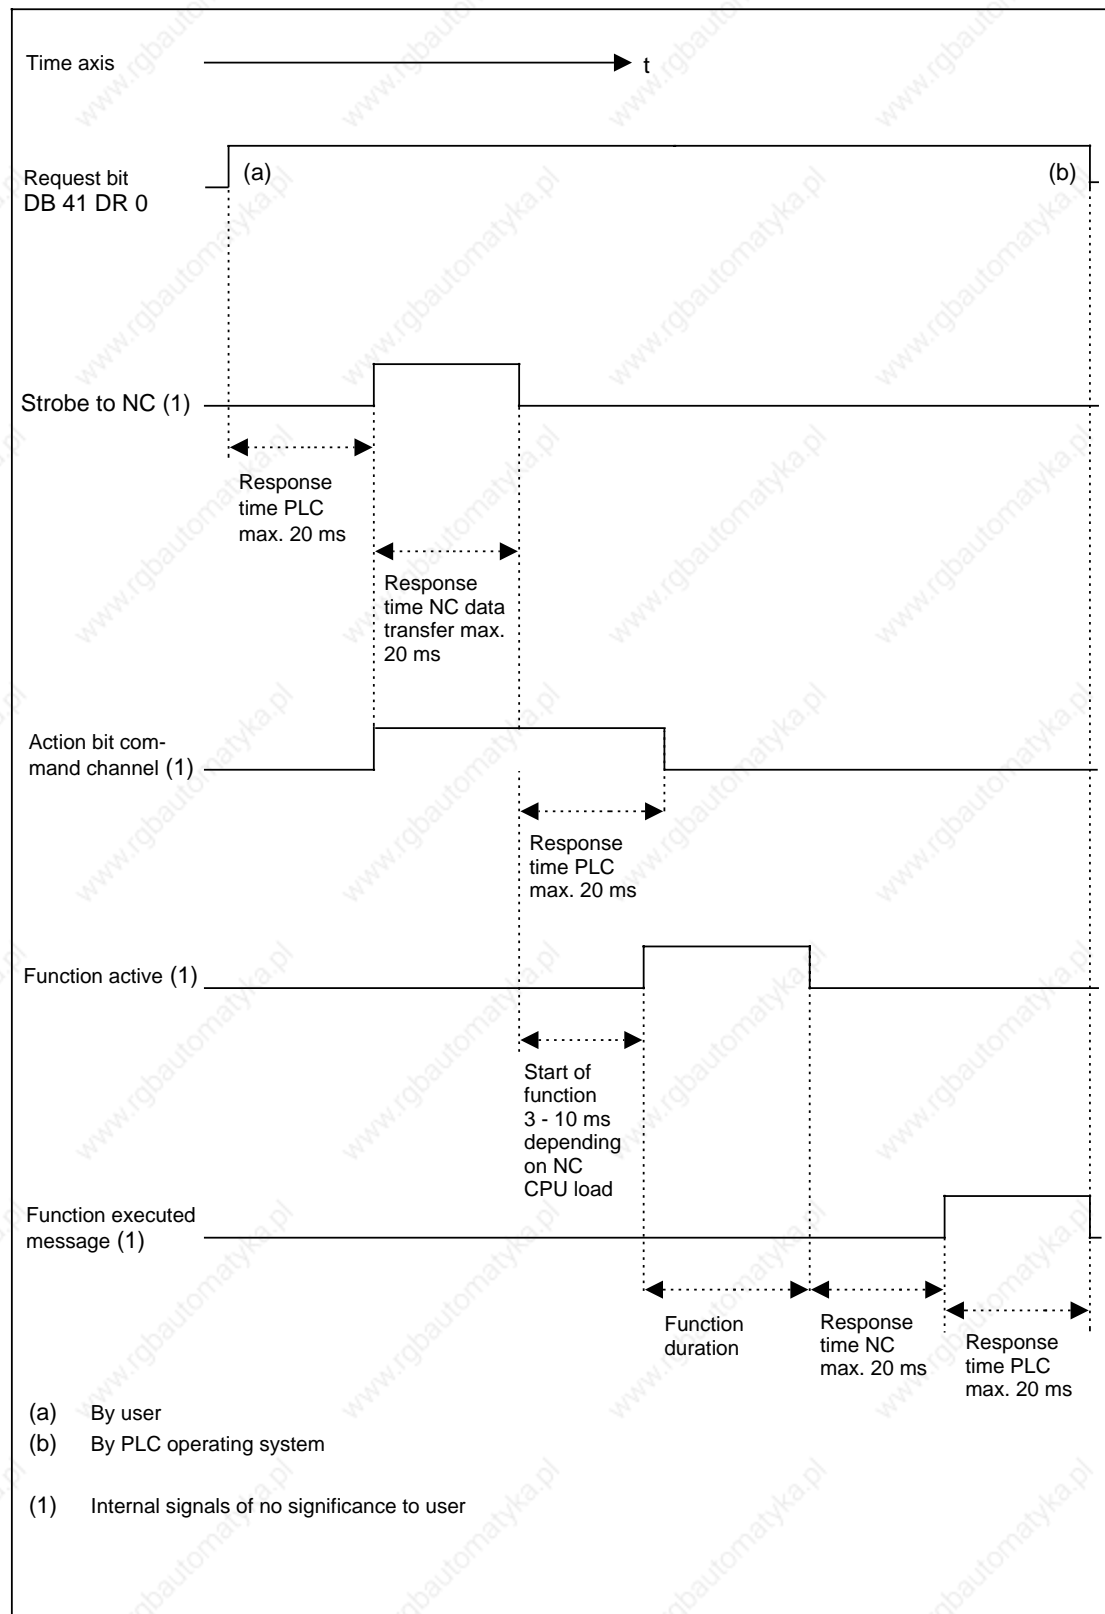 Time axis
t
Request bit
DB 41 DR 0
(a)
(b)
Strobe to NC (1)
Response
time PLC
max. 20 ms
Response
time NC data
transfer max.
20 ms
Action bit com-
mand channel (1)
Response
time PLC
max. 20 ms
Function active (1)
Start of
function
3 - 10 ms
depending
on NC
CPU load
Function executed
message (1)
Function
duration
Response
time NC
max. 20 ms
Response
time PLC
max. 20 ms
(a) By user
(b) By PLC operating system
(1) Internal signals of no significance to user
www.rgbautomatyka.pl